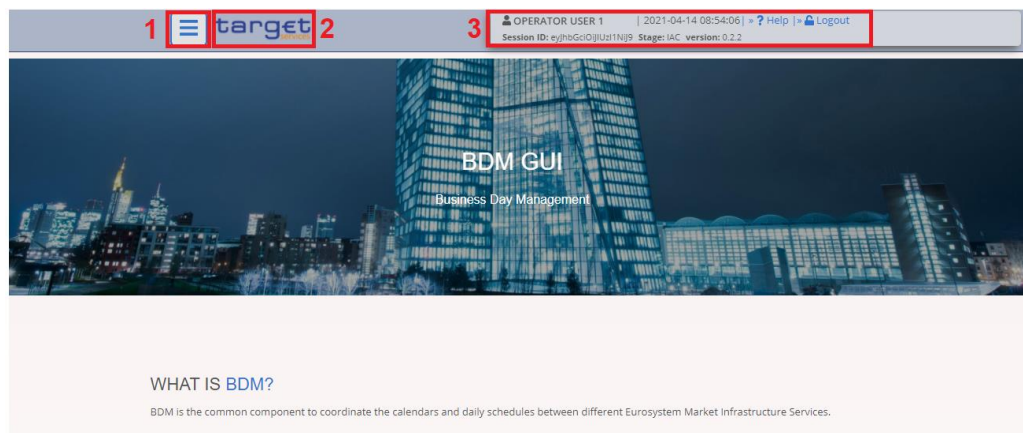 1 target services 2 3 OPERATOR USER 1 | 2021-04-14 08:54:06 | » ? Help | » Logout
Session ID: eyJhbGciOiJIUzI1NiJ9 Stage: IAC version: 0.2.2
BDM GUI
Business Day Management
WHAT IS BDM?
BDM is the common component to coordinate the calendars and daily schedules between different Eurosystem Market Infrastructure Services.